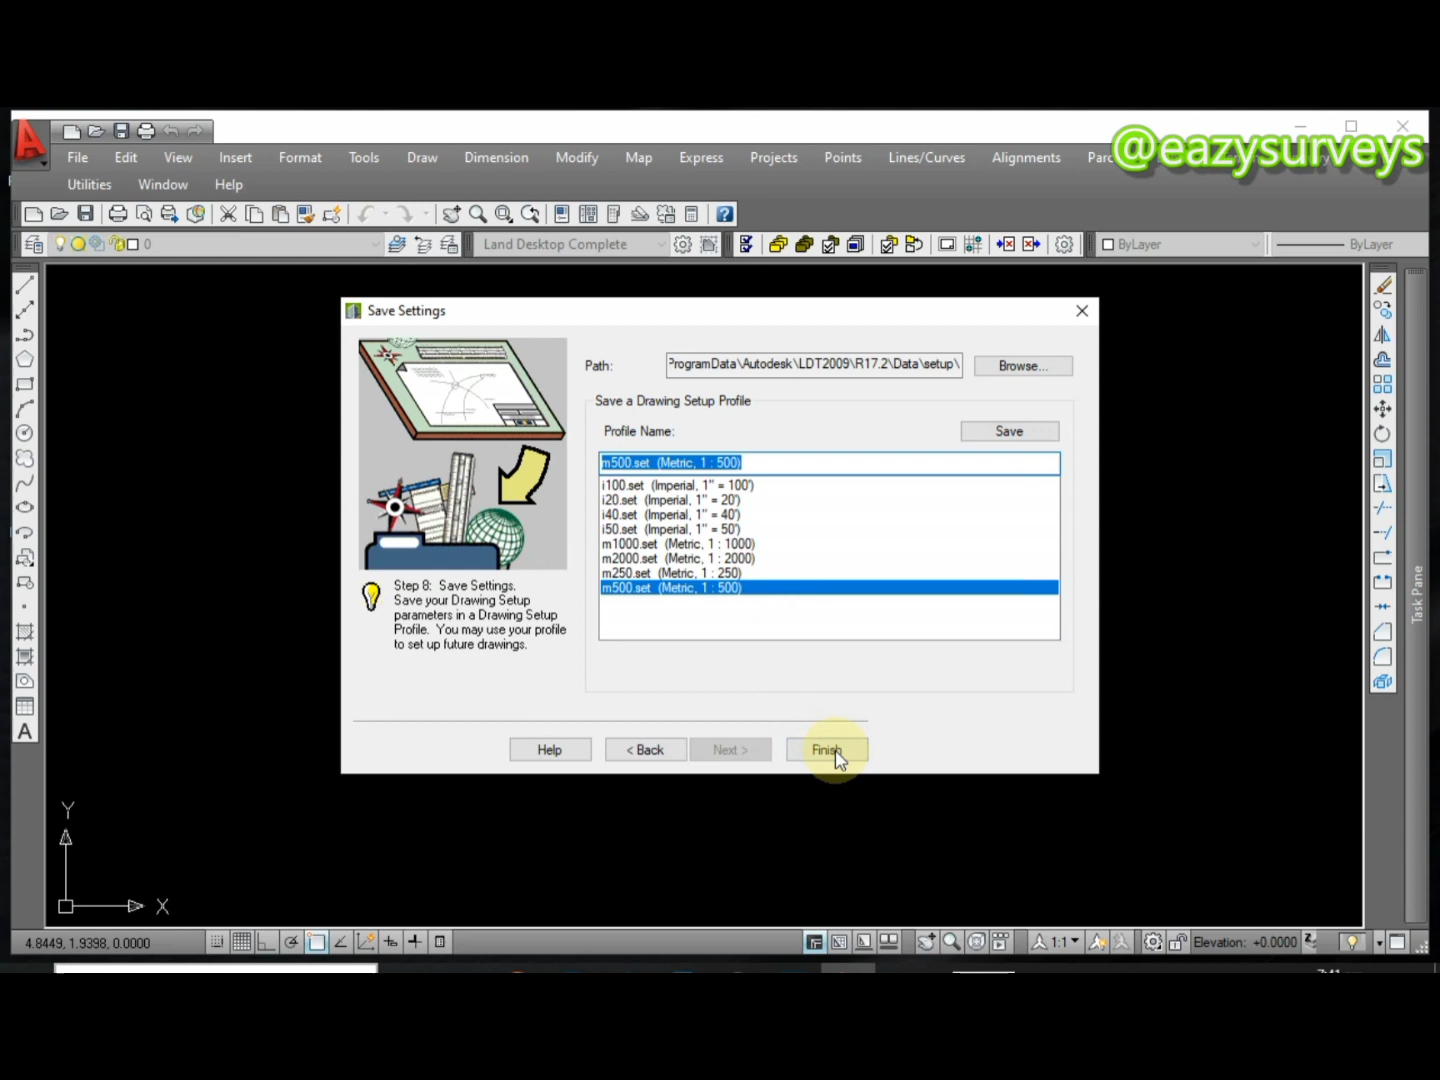 @eazysurveys
File Edit View Insert Format Tools Draw Dimension Modify Map Express Projects Points Lines/Curves Alignments
Utilities Window Help
0 Land Desktop Complete ByLayer ByLayer
Save Settings
Path: ProgramData\Autodesk\LDT2009\R17.2\Data\setup\ Browse...
Save a Drawing Setup Profile
Profile Name: Save
m500.set (Metric, 1 : 500)
i100.set (Imperial, 1" = 100')
i20.set (Imperial, 1" = 20')
i40.set (Imperial, 1" = 40')
i50.set (Imperial, 1" = 50')
m1000.set (Metric, 1 : 1000)
m2000.set (Metric, 1 : 2000)
m250.set (Metric, 1 : 250)
m500.set (Metric, 1 : 500)
Step 8: Save Settings.
Save your Drawing Setup
parameters in a Drawing Setup
Profile. You may use your profile
to set up future drawings.
Help < Back Next > Finish
Task Pane
A
Y
X
4.8449, 1.9398, 0.0000 1:1 Elevation: +0.0000